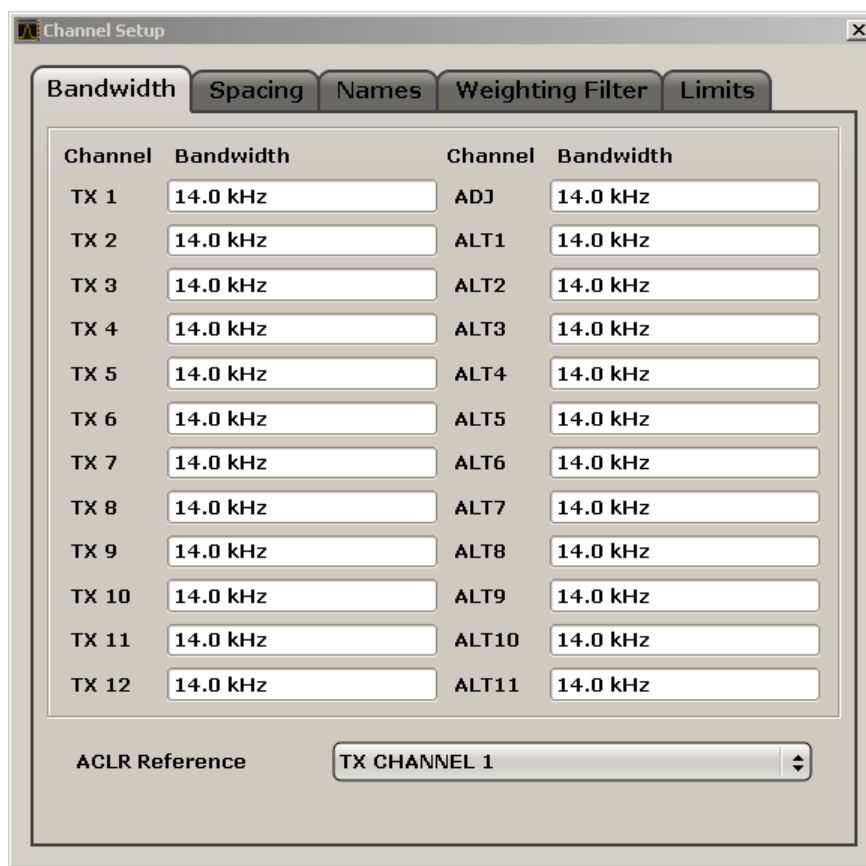 Channel Setup
Bandwidth Spacing Names Weighting Filter Limits
Channel Bandwidth Channel Bandwidth
TX 1 14.0 kHz ADJ 14.0 kHz
TX 2 14.0 kHz ALT1 14.0 kHz
TX 3 14.0 kHz ALT2 14.0 kHz
TX 4 14.0 kHz ALT3 14.0 kHz
TX 5 14.0 kHz ALT4 14.0 kHz
TX 6 14.0 kHz ALT5 14.0 kHz
TX 7 14.0 kHz ALT6 14.0 kHz
TX 8 14.0 kHz ALT7 14.0 kHz
TX 9 14.0 kHz ALT8 14.0 kHz
TX 10 14.0 kHz ALT9 14.0 kHz
TX 11 14.0 kHz ALT10 14.0 kHz
TX 12 14.0 kHz ALT11 14.0 kHz
ACLR Reference TX CHANNEL 1